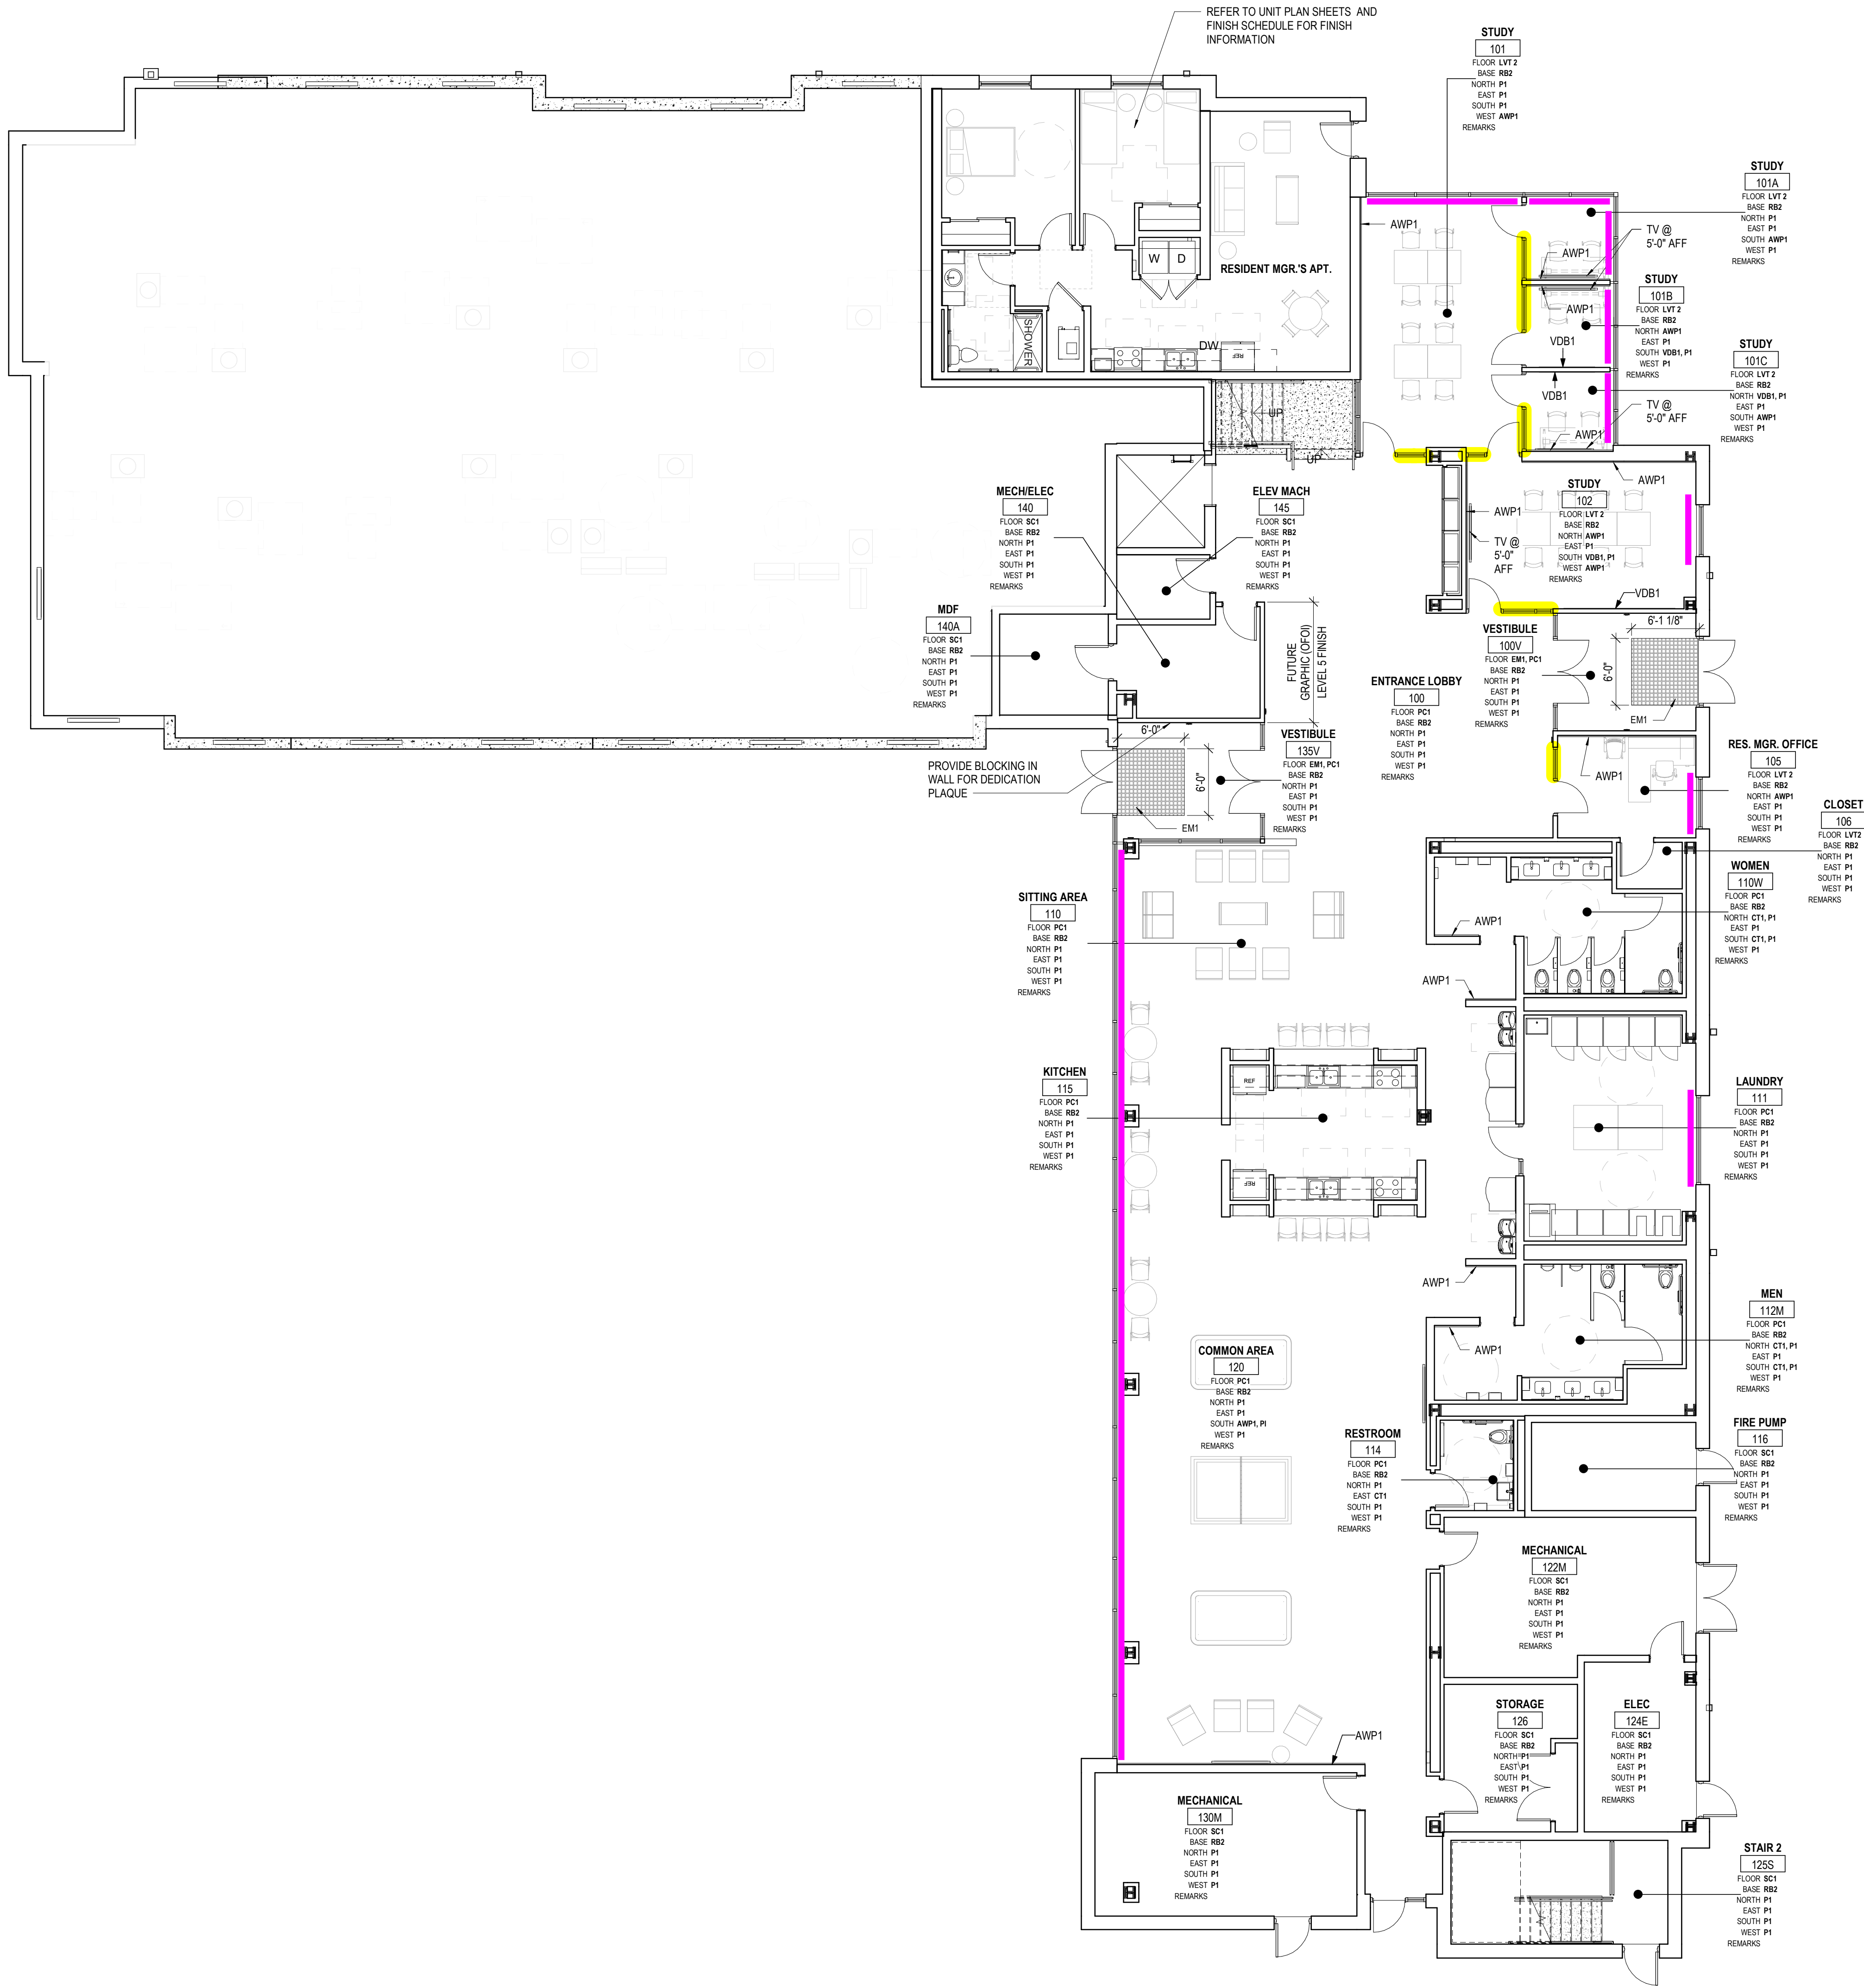 REFER TO UNIT PLAN SHEETS AND
FINISH SCHEDULE FOR FINISH
INFORMATION
STUDY
101
FLOOR LVT 2
BASE RB2
NORTH P1
EAST P1
SOUTH P1
WEST AWP1
REMARKS
STUDY
101A
FLOOR LVT 2
BASE RB2
NORTH P1
EAST P1
SOUTH AWP1
WEST P1
REMARKS
AWP1
TV @
5'-0" AFF
AWP1
W D
RESIDENT MGR.'S APT.
SHOWER
DW
REF
STUDY
101B
FLOOR LVT 2
BASE RB2
NORTH AWP1
EAST P1
SOUTH VDB1, P1
WEST P1
REMARKS
AWP1
VDB1
STUDY
101C
FLOOR LVT 2
BASE RB2
NORTH VDB1, P1
EAST P1
SOUTH AWP1
WEST P1
REMARKS
VDB1
TV @
5'-0" AFF
AWP1
UP
UP
AWP1
STUDY
102
FLOOR LVT 2
BASE RB2
NORTH AWP1
EAST P1
SOUTH VDB1, P1
WEST AWP1
REMARKS
AWP1
TV @
5'-0"
AFF
VDB1
MECH/ELEC
140
FLOOR SC1
BASE RB2
NORTH P1
EAST P1
SOUTH P1
WEST P1
REMARKS
ELEV MACH
145
FLOOR SC1
BASE RB2
NORTH P1
EAST P1
SOUTH P1
WEST P1
REMARKS
MDF
140A
FLOOR SC1
BASE RB2
NORTH P1
EAST P1
SOUTH P1
WEST P1
REMARKS
FUTURE
GRAPHIC (OFOI)
LEVEL 5 FINISH
VESTIBULE
100V
FLOOR EM1, PC1
BASE RB2
NORTH P1
EAST P1
SOUTH P1
WEST P1
REMARKS
6'-1 1/8"
6'-0"
EM1
ENTRANCE LOBBY
100
FLOOR PC1
BASE RB2
NORTH P1
EAST P1
SOUTH P1
WEST P1
REMARKS
6'-0"
6'-0"
EM1
PROVIDE BLOCKING IN
WALL FOR DEDICATION
PLAQUE
VESTIBULE
135V
FLOOR EM1, PC1
BASE RB2
NORTH P1
EAST P1
SOUTH P1
WEST P1
REMARKS
RES. MGR. OFFICE
105
FLOOR LVT 2
BASE RB2
NORTH AWP1
EAST P1
SOUTH P1
WEST P1
REMARKS
AWP1
CLOSET
106
FLOOR LVT2
BASE RB2
NORTH P1
EAST P1
SOUTH P1
WEST P1
REMARKS
WOMEN
110W
FLOOR PC1
BASE RB2
NORTH CT1, P1
EAST P1
SOUTH CT1, P1
WEST P1
REMARKS
AWP1
AWP1
SITTING AREA
110
FLOOR PC1
BASE RB2
NORTH P1
EAST P1
SOUTH P1
WEST P1
REMARKS
KITCHEN
115
FLOOR PC1
BASE RB2
NORTH P1
EAST P1
SOUTH P1
WEST P1
REMARKS
REF
REF
LAUNDRY
111
FLOOR PC1
BASE RB2
NORTH P1
EAST P1
SOUTH P1
WEST P1
REMARKS
AWP1
AWP1
MEN
112M
FLOOR PC1
BASE RB2
NORTH CT1, P1
EAST P1
SOUTH CT1, P1
WEST P1
REMARKS
COMMON AREA
120
FLOOR PC1
BASE RB2
NORTH P1
EAST P1
SOUTH AWP1, PI
WEST P1
REMARKS
RESTROOM
114
FLOOR PC1
BASE RB2
NORTH P1
EAST CT1
SOUTH P1
WEST P1
REMARKS
FIRE PUMP
116
FLOOR SC1
BASE RB2
NORTH P1
EAST P1
SOUTH P1
WEST P1
REMARKS
MECHANICAL
122M
FLOOR SC1
BASE RB2
NORTH P1
EAST P1
SOUTH P1
WEST P1
REMARKS
STORAGE
126
FLOOR SC1
BASE RB2
NORTH P1
EAST P1
SOUTH P1
WEST P1
REMARKS
ELEC
124E
FLOOR SC1
BASE RB2
NORTH P1
EAST P1
SOUTH P1
WEST P1
REMARKS
AWP1
MECHANICAL
130M
FLOOR SC1
BASE RB2
NORTH P1
EAST P1
SOUTH P1
WEST P1
REMARKS
STAIR 2
125S
FLOOR SC1
BASE RB2
NORTH P1
EAST P1
SOUTH P1
WEST P1
REMARKS